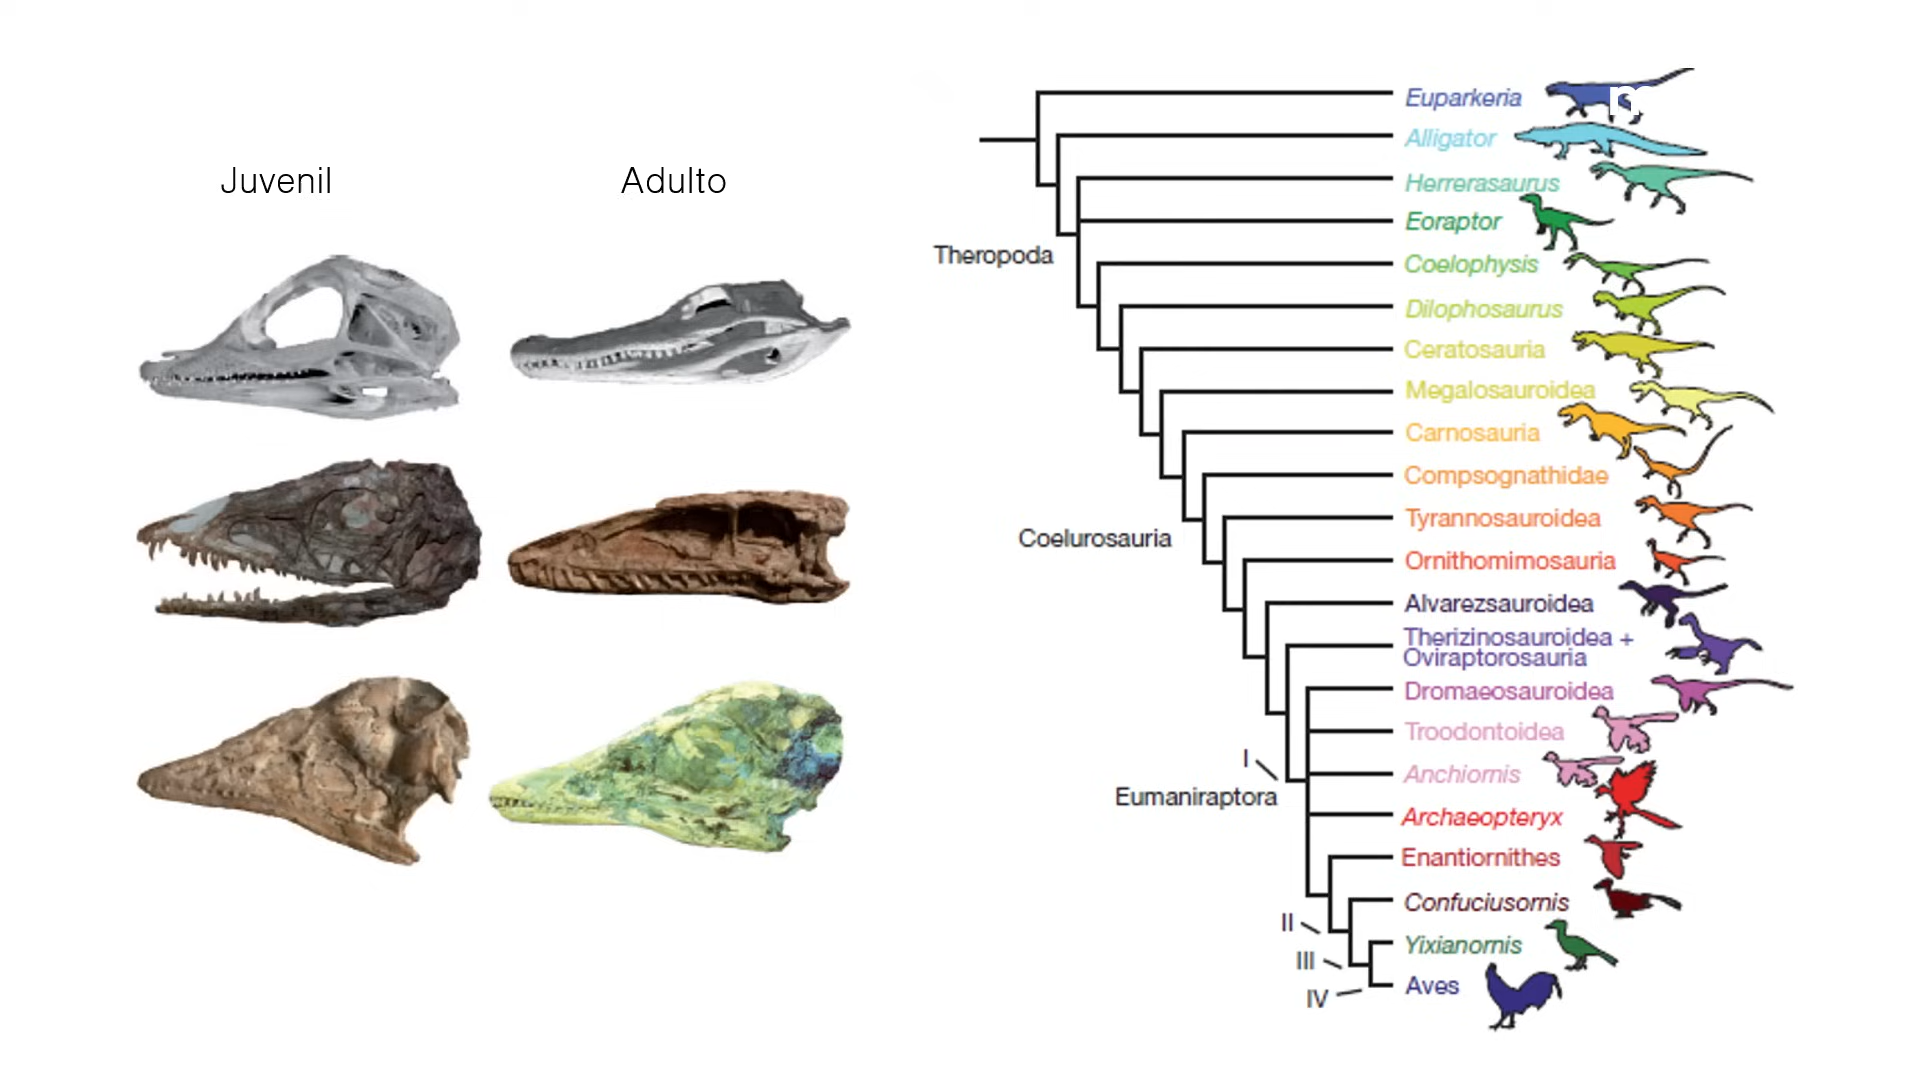 Juvenil
Adulto
Euparkeria
Alligator
Herrerasaurus
Eoraptor
Theropoda
Coelophysis
Dilophosaurus
Ceratosauria
Megalosauroidea
Carnosauria
Compsognathidae
Tyrannosauroidea
Coelurosauria
Ornithomimosauria
Alvarezsauroidea
Therizinosauroidea +
Oviraptorosauria
Dromaeosauroidea
Troodontoidea
I
Anchiornis
Eumaniraptora
Archaeopteryx
Enantiornithes
Confuciusornis
II
Yixianornis
III
Aves
IV